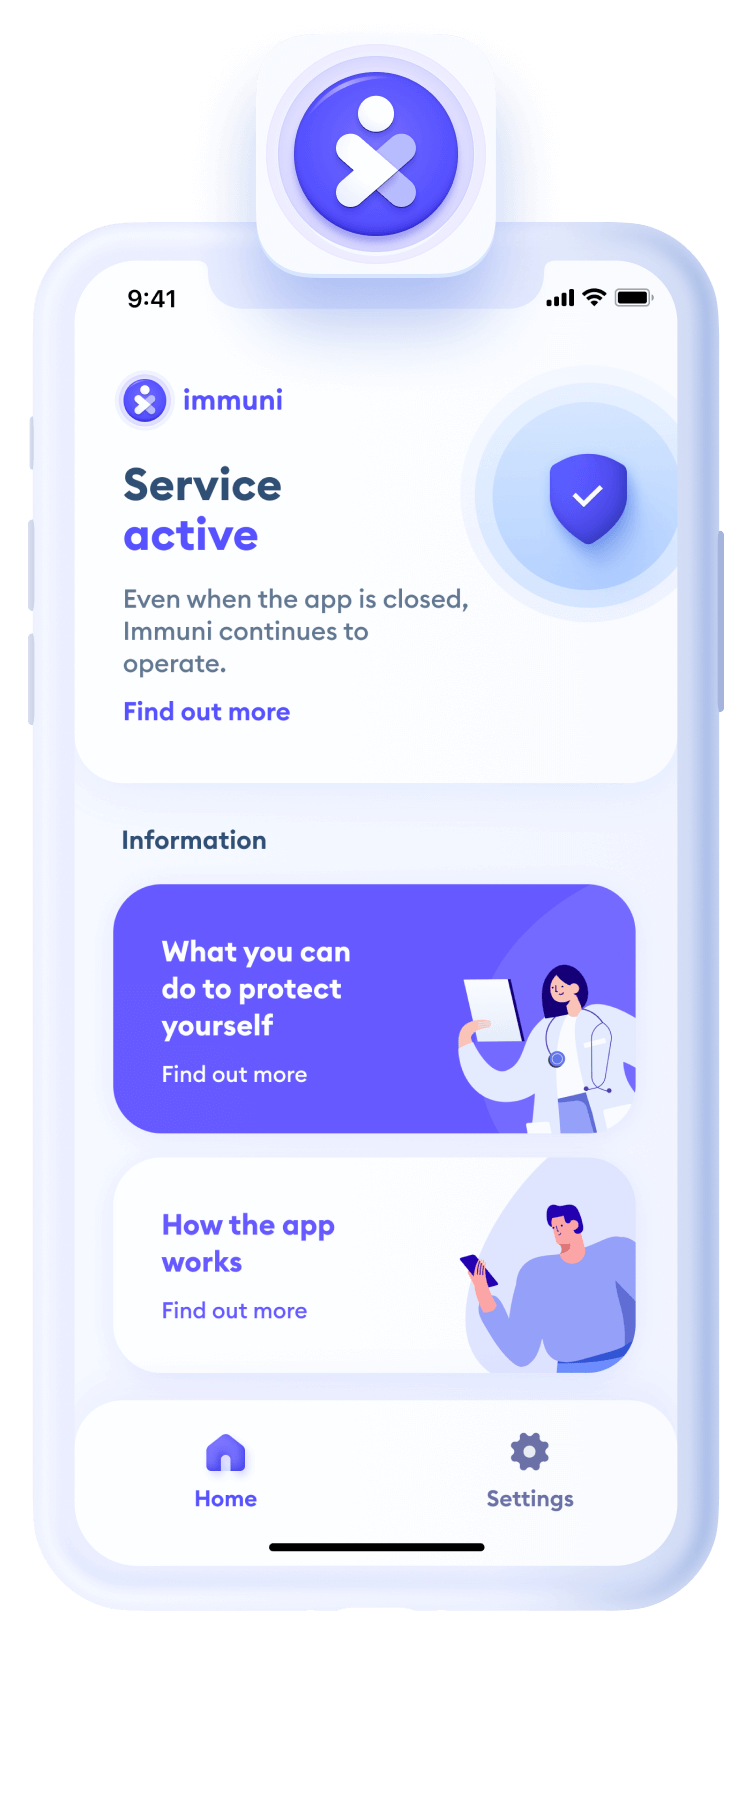 9:41
immuni
Service
active
Even when the app is closed,
Immuni continues to
operate.
Find out more
Information
What you can
do to protect
yourself
Find out more
How the app
works
Find out more
Home
Settings